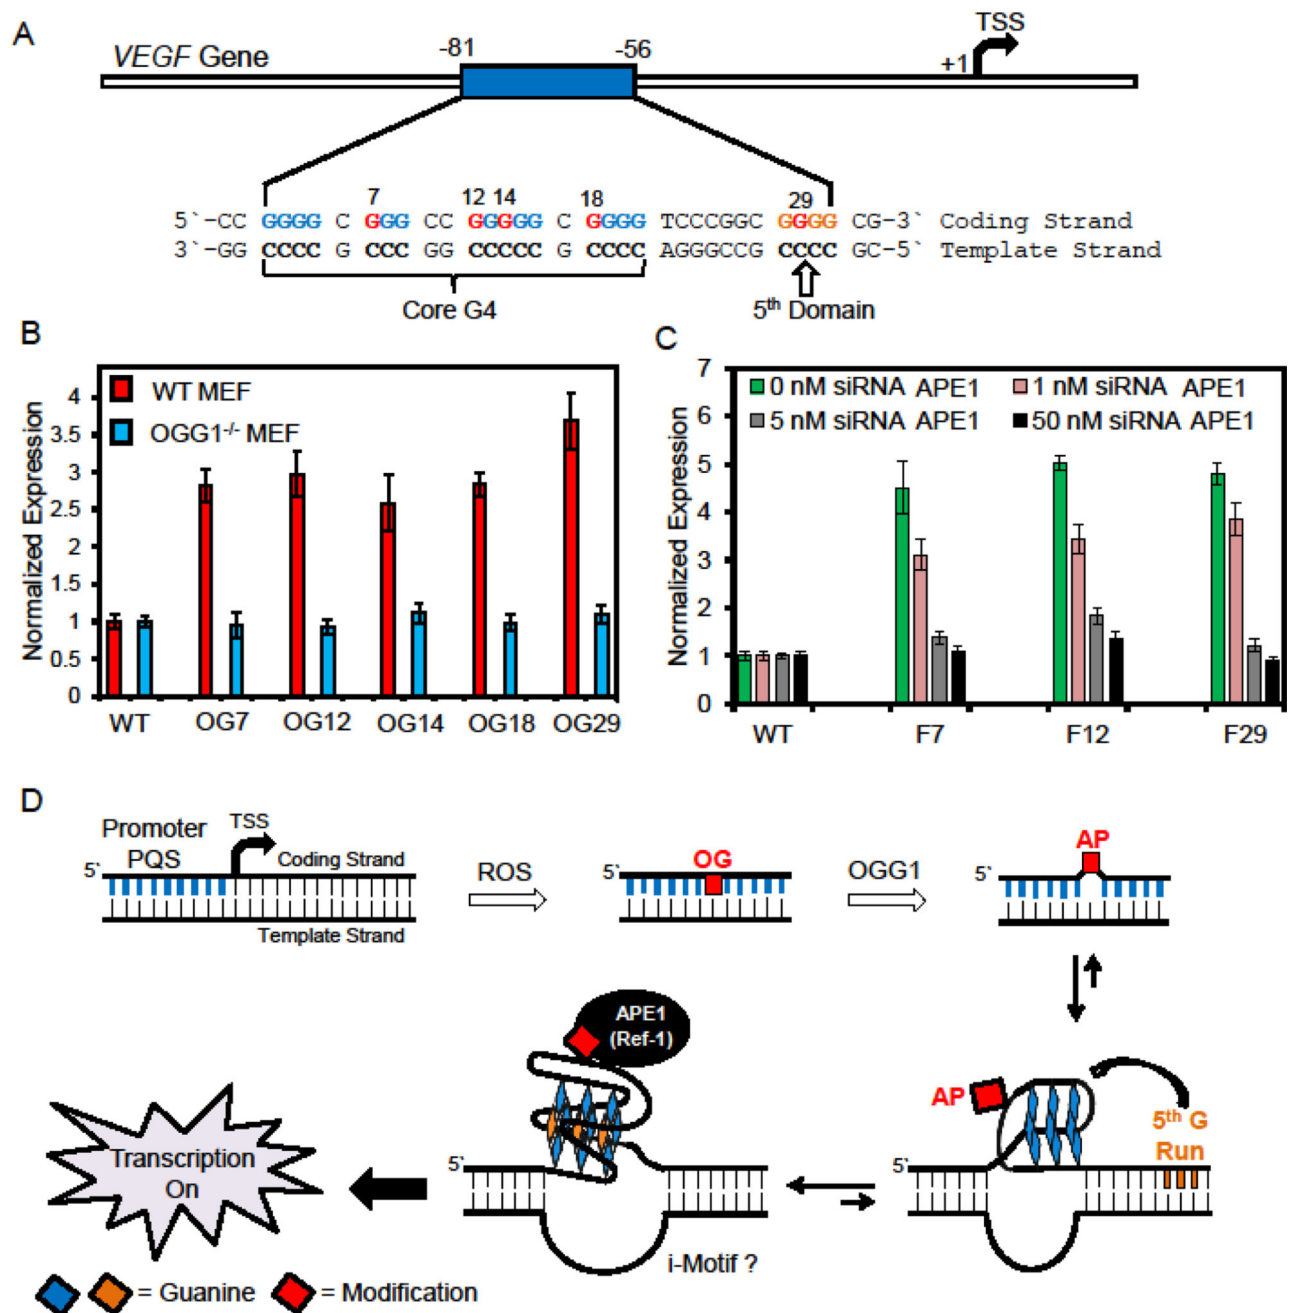 A
VEGF Gene
-81
-56
+1
TSS
7
12
14
18
29
5`-CC GGGG C GGG CC GGGGG C GGGG TCCCGGC GGGG CG-3` Coding Strand
3`-GG CCCC G CCC GG CCCCC G CCCC AGGGCCG CCCC GC-5` Template Strand
Core G4
5th Domain
B
Normalized Expression
4
3.5
3
2.5
2
1.5
1
0.5
0
WT MEF
OGG1-/- MEF
WT
OG7
OG12
OG14
OG18
OG29
C
Normalized Expression
7
6
5
4
3
2
1
0
0 nM siRNA APE1
1 nM siRNA APE1
5 nM siRNA APE1
50 nM siRNA APE1
WT
F7
F12
F29
D
Promoter
PQS
TSS
Coding Strand
5`
Template Strand
ROS
OG
5`
OGG1
AP
5`
APE1
(Ref-1)
5`
i-Motif ?
AP
5th G
Run
5`
Transcription
On
= Guanine
= Modification